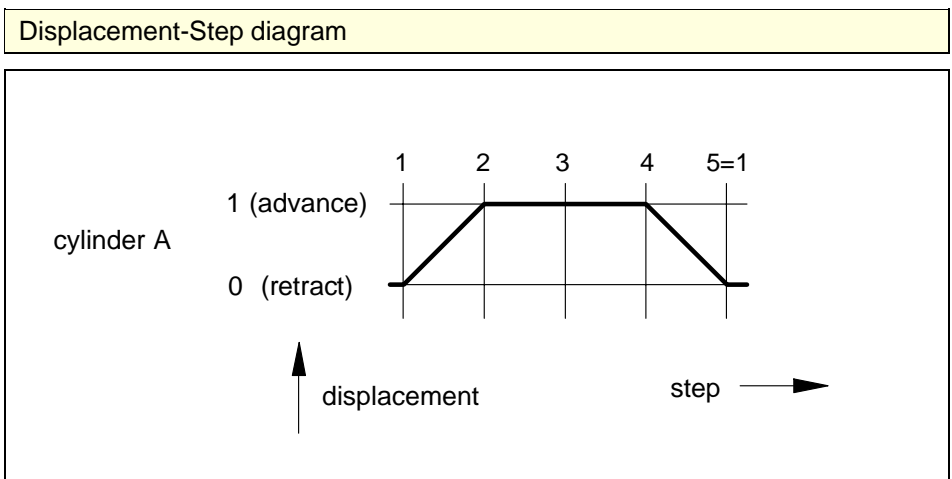 Displacement-Step diagram
1 2 3 4 5=1
1 (advance)
cylinder A
0 (retract)
displacement
step